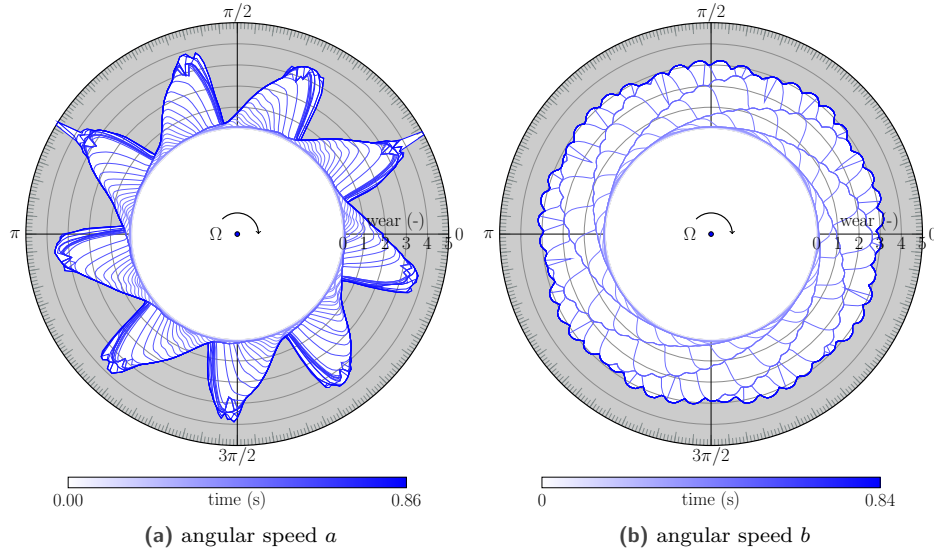 π/2
π/2
π
wear (-)
Ω
0 1 2 3 4 5
0
π
wear (-)
Ω
0 1 2 3 4 5
0
3π/2
3π/2
0.00
time (s)
0.86
0
time (s)
0.84
(a) angular speed a
(b) angular speed b